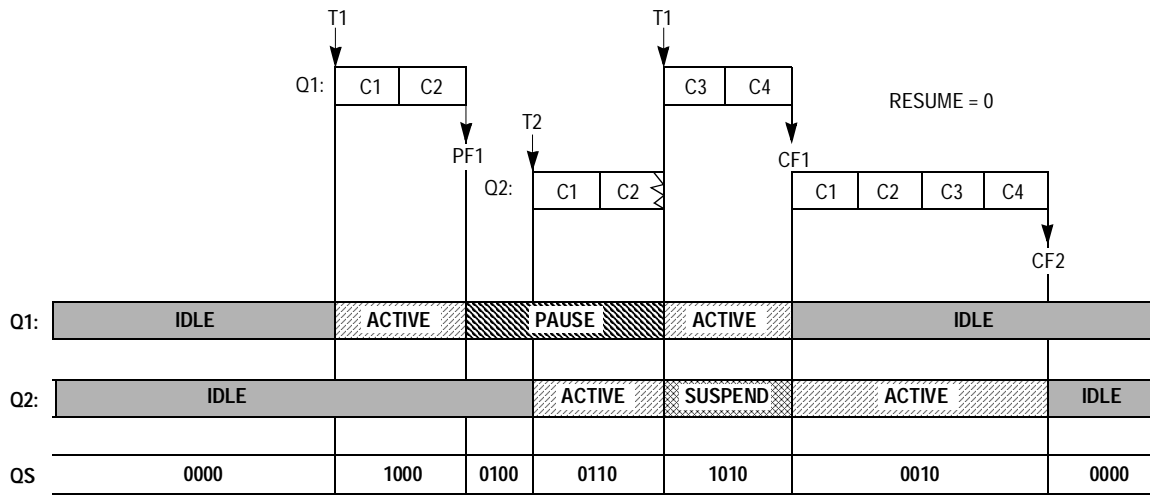 T1 T1
Q1: C1 C2 C3 C4
RESUME = 0
T2
PF1 CF1
Q2: C1 C2 C1 C2 C3 C4
CF2
Q1: IDLE ACTIVE PAUSE ACTIVE IDLE
Q2: IDLE ACTIVE SUSPEND ACTIVE IDLE
QS 0000 1000 0100 0110 1010 0010 0000